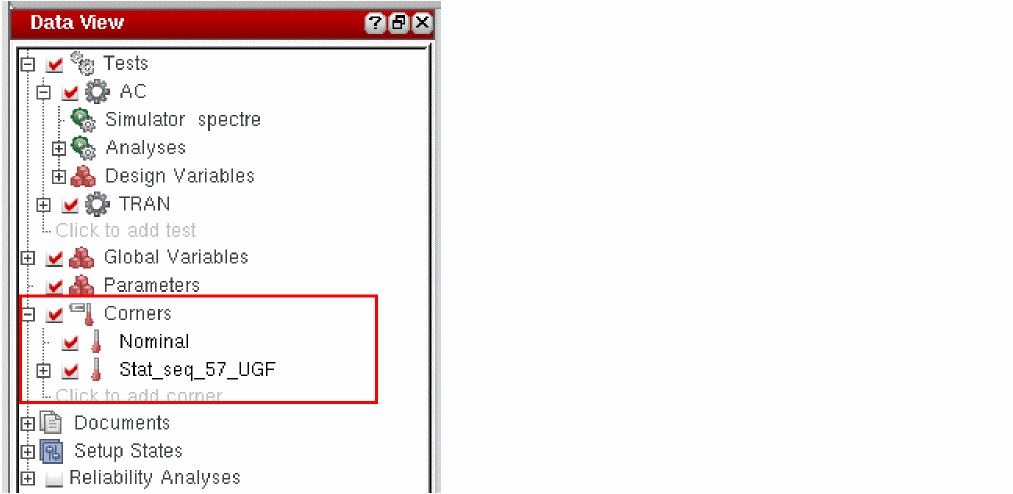 Data View
Tests
AC
Simulator spectre
Analyses
Design Variables
TRAN
Click to add test
Global Variables
Parameters
Corners
Nominal
Stat_seq_57_UGF
Click to add corner
Documents
Setup States
Reliability Analyses